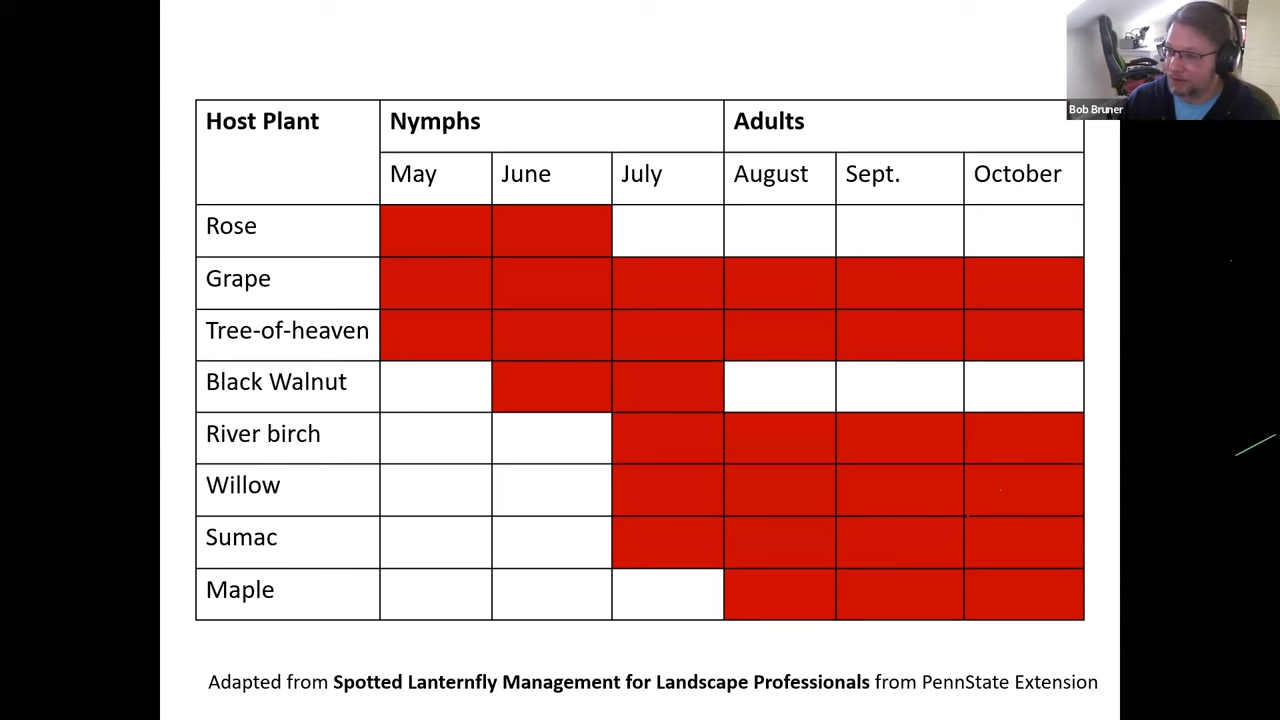 Bob Bruner
Host Plant Nymphs Adults
May June July August Sept. October
Rose
Grape
Tree-of-heaven
Black Walnut
River birch
Willow
Sumac
Maple
Adapted from Spotted Lanternfly Management for Landscape Professionals from PennState Extension